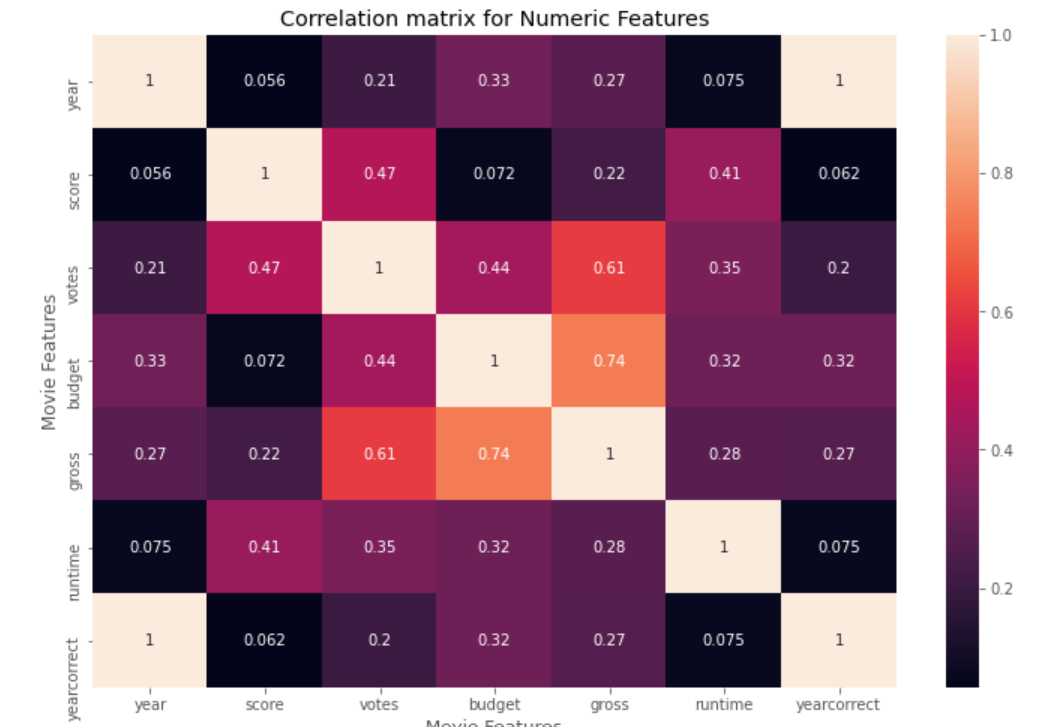 Correlation matrix for Numeric Features
year 1 0.056 0.21 0.33 0.27 0.075 1
score 0.056 1 0.47 0.072 0.22 0.41 0.062
votes 0.21 0.47 1 0.44 0.61 0.35 0.2
budget 0.33 0.072 0.44 1 0.74 0.32 0.32
gross 0.27 0.22 0.61 0.74 1 0.28 0.27
runtime 0.075 0.41 0.35 0.32 0.28 1 0.075
yearcorrect 1 0.062 0.2 0.32 0.27 0.075 1
year score votes budget gross runtime yearcorrect
Movie Features
Movie Features
1.0
0.8
0.6
0.4
0.2